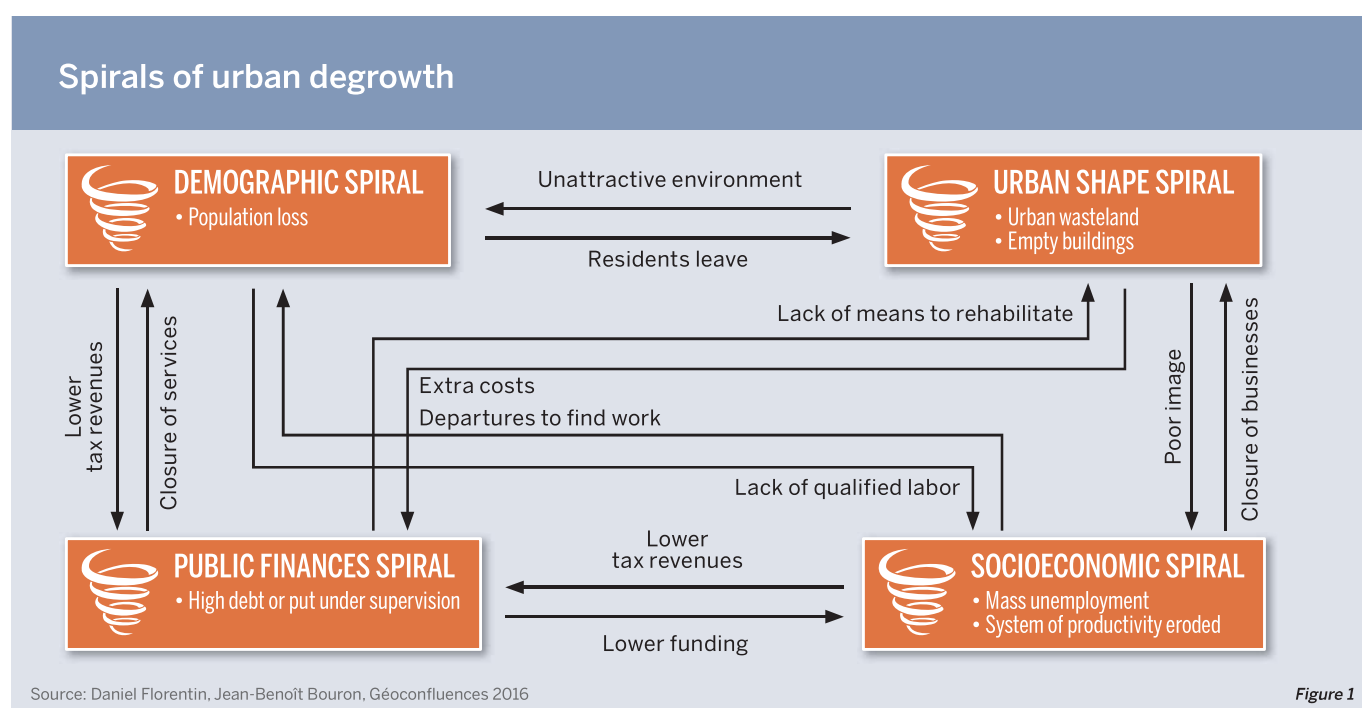 Spirals of urban degrowth
DEMOGRAPHIC SPIRAL
• Population loss
Unattractive environment
Residents leave
URBAN SHAPE SPIRAL
• Urban wasteland
• Empty buildings
Lower
tax revenues
Closure of services
Lack of means to rehabilitate
Extra costs
Departures to find work
Lack of qualified labor
Poor image
Closure of businesses
PUBLIC FINANCES SPIRAL
• High debt or put under supervision
Lower
tax revenues
Lower funding
SOCIOECONOMIC SPIRAL
• Mass unemployment
• System of productivity eroded
Source: Daniel Florentin, Jean-Benoît Bouron, Géoconfluences 2016
Figure 1